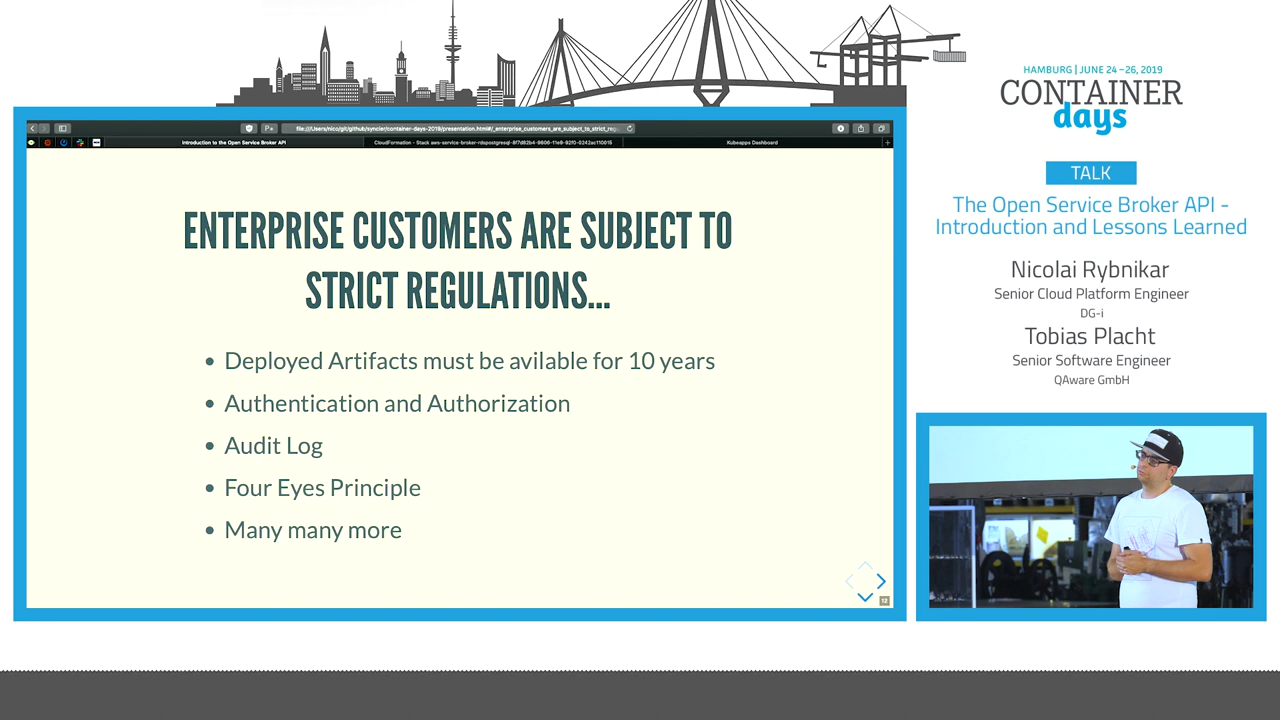 HAMBURG | JUNE 24 – 26, 2019
CONTAINER
days
TALK
The Open Service Broker API -
Introduction and Lessons Learned
Nicolai Rybnikar
Senior Cloud Platform Engineer
DG-i
Tobias Placht
Senior Software Engineer
QAware GmbH
Introduction to the Open Service Broker API
Kubeapps Dashboard
ENTERPRISE CUSTOMERS ARE SUBJECT TO
STRICT REGULATIONS...
• Deployed Artifacts must be avilable for 10 years
• Authentication and Authorization
• Audit Log
• Four Eyes Principle
• Many many more
12